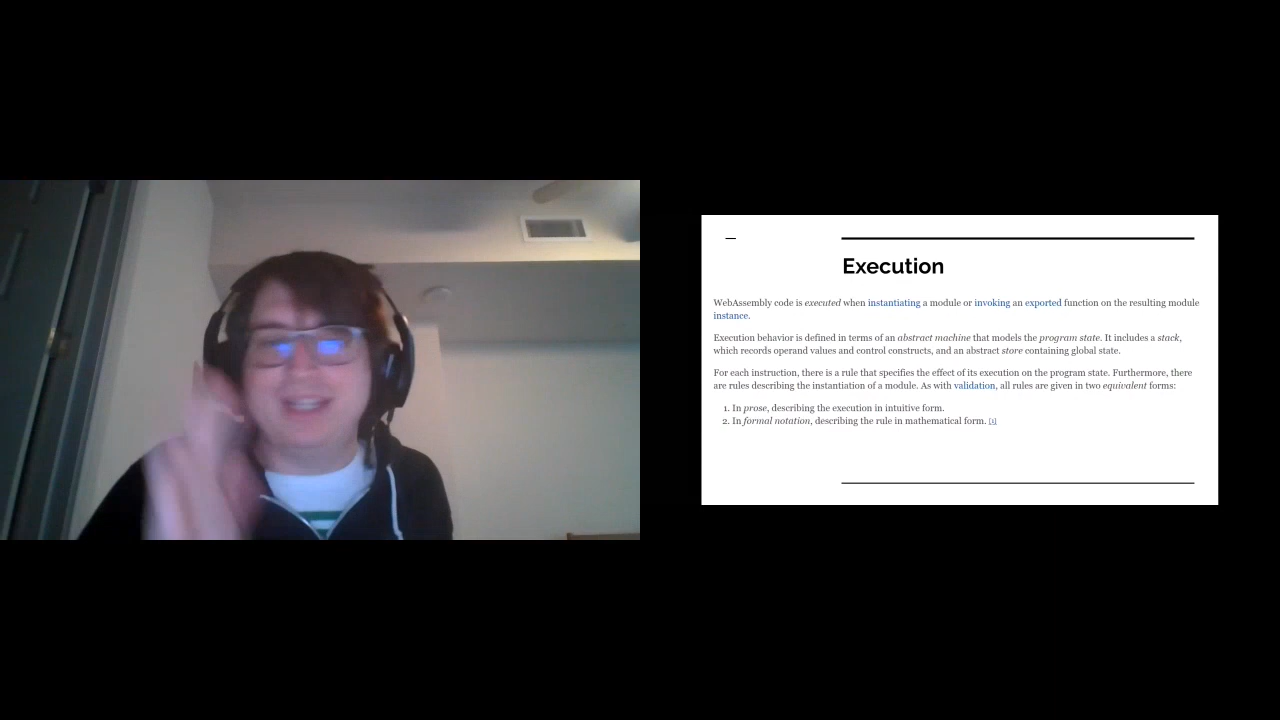 Execution
WebAssembly code is executed when instantiating a module or invoking an exported function on the resulting module
instance.
Execution behavior is defined in terms of an abstract machine that models the program state. It includes a stack,
which records operand values and control constructs, and an abstract store containing global state.
For each instruction, there is a rule that specifies the effect of its execution on the program state. Furthermore, there
are rules describing the instantiation of a module. As with validation, all rules are given in two equivalent forms:
1. In prose, describing the execution in intuitive form.
2. In formal notation, describing the rule in mathematical form. [1]